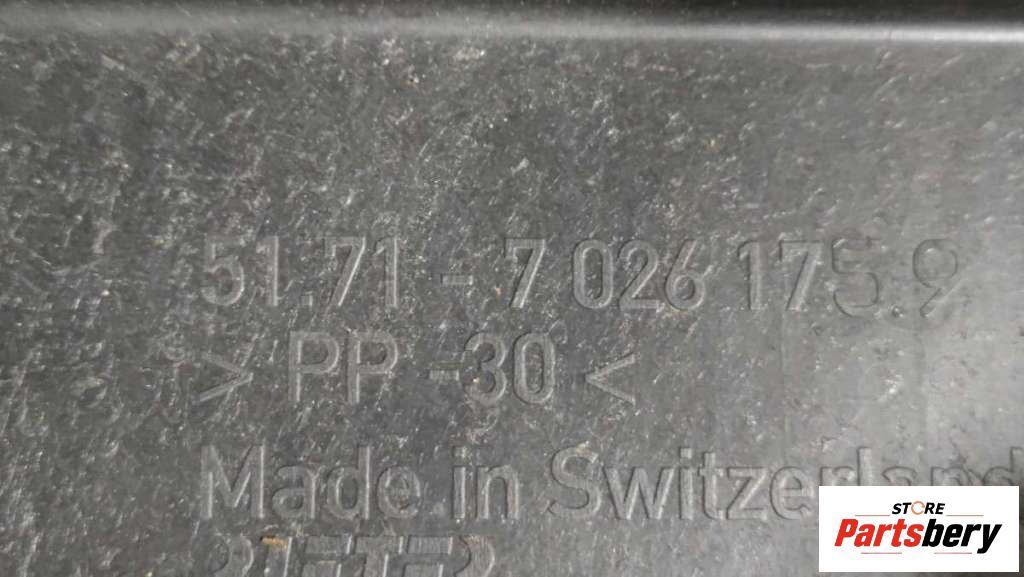 51.71 - 7 026 175.9
> PP -30 <
Made in Switzerland
STORE
Partsbery